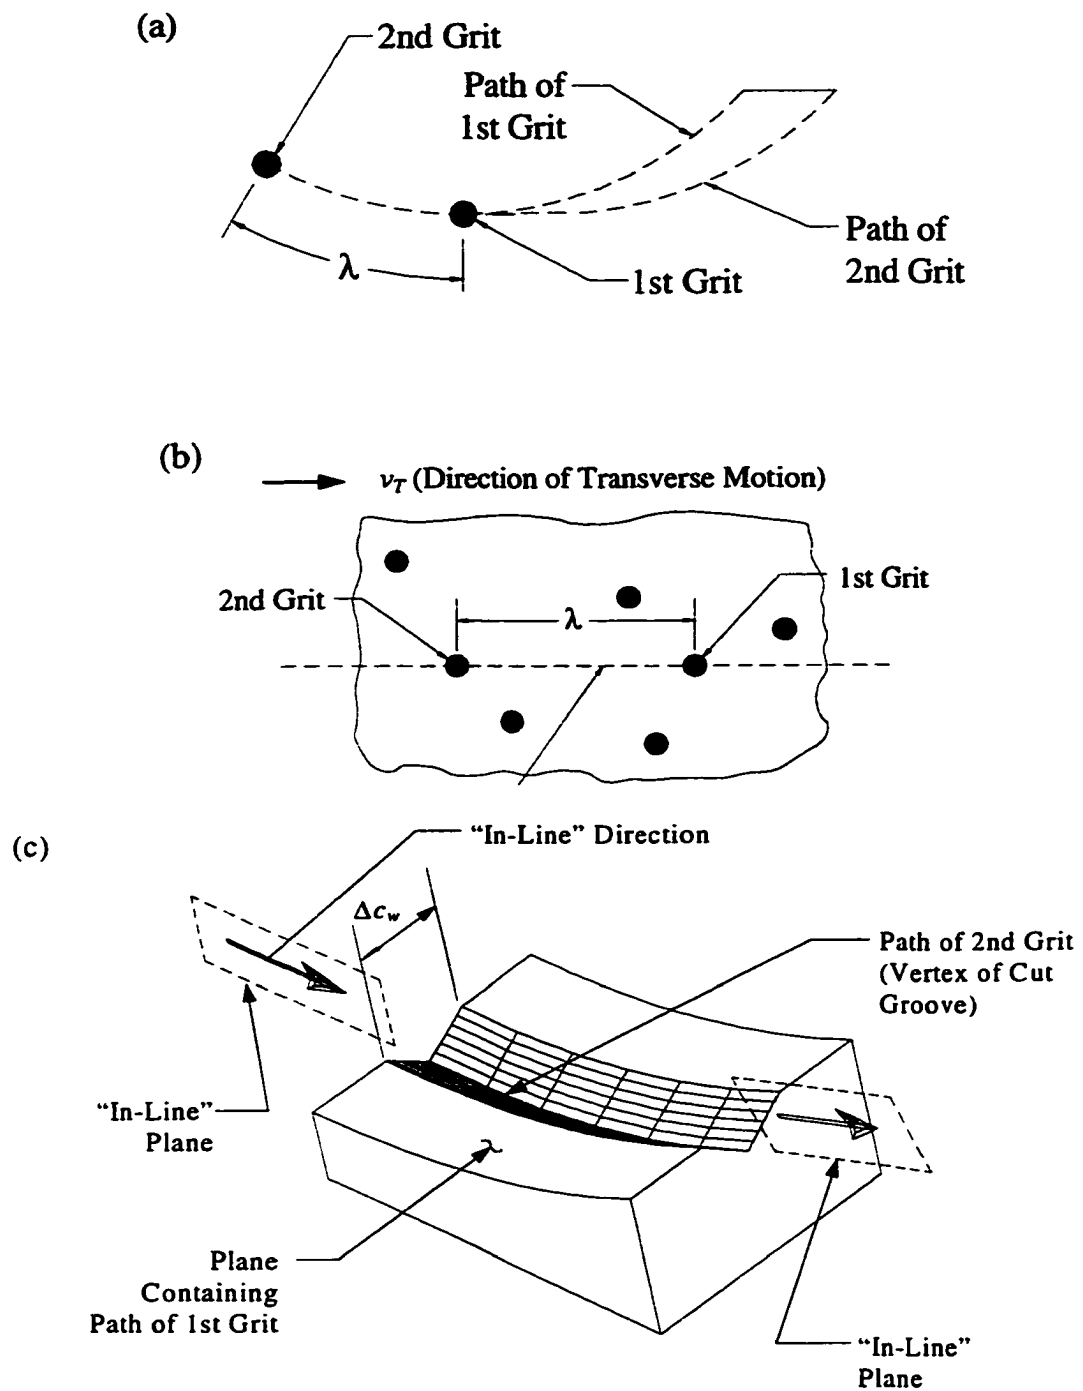 (a)
2nd Grit
Path of
1st Grit
Path of
2nd Grit
λ
1st Grit
(b)
v_T (Direction of Transverse Motion)
1st Grit
2nd Grit
λ
(c)
"In-Line" Direction
Δc_w
Path of 2nd Grit
(Vertex of Cut
Groove)
"In-Line"
Plane
Plane
Containing
Path of 1st Grit
"In-Line"
Plane